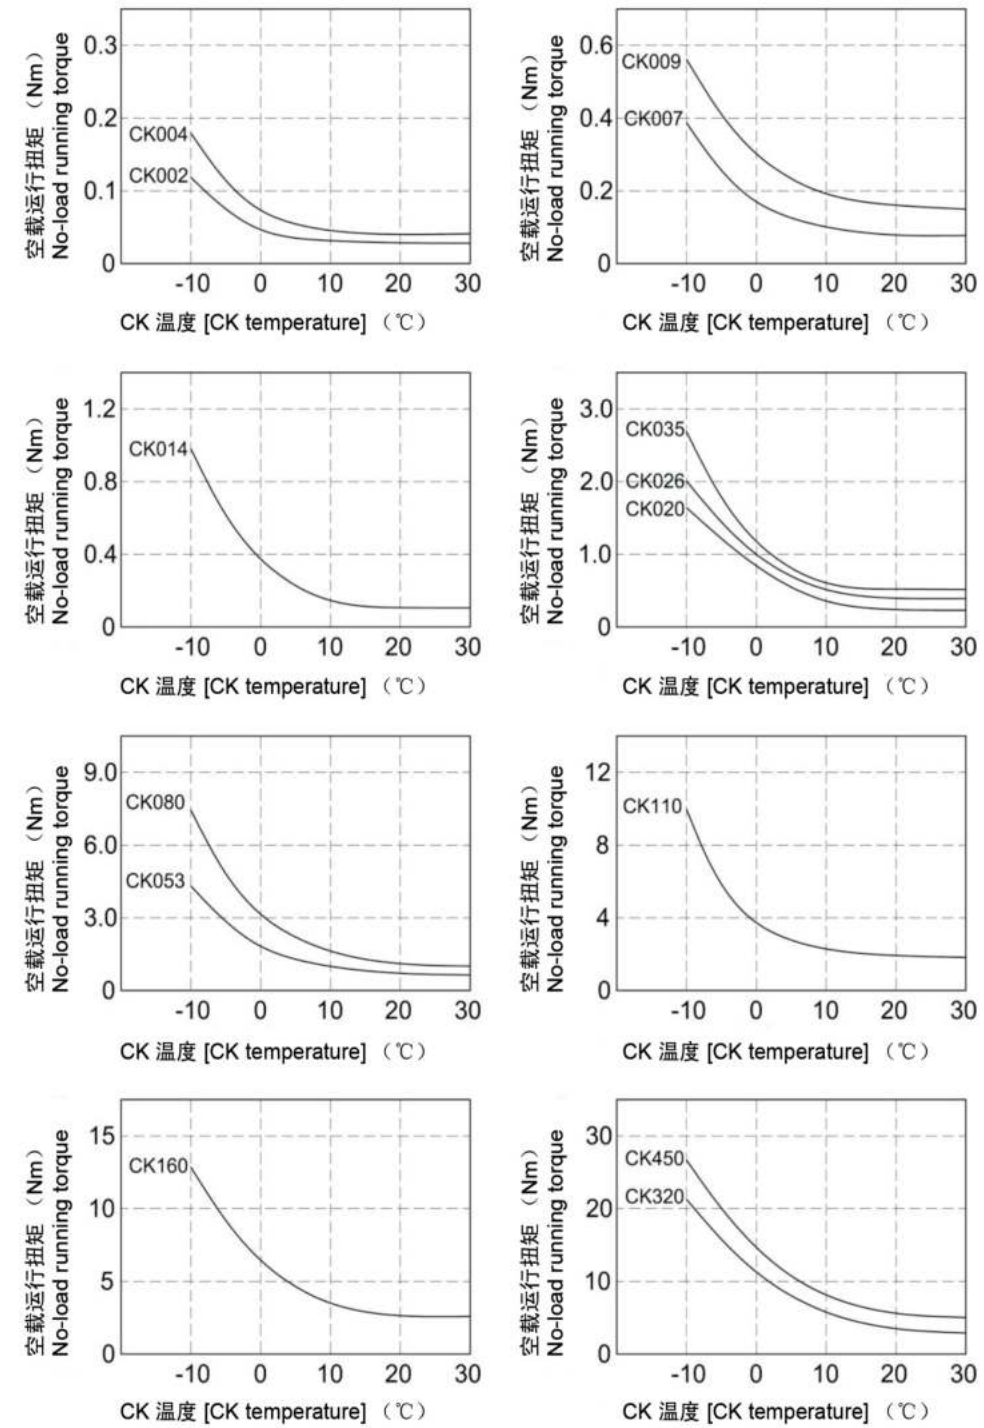 空载运行扭矩（Nm）
No-load running torque
0.3
0.2
0.1
0
CK004
CK002
-10 0 10 20 30
CK 温度 [CK temperature] （℃）
空载运行扭矩（Nm）
No-load running torque
0.6
0.4
0.2
0
CK009
CK007
-10 0 10 20 30
CK 温度 [CK temperature] （℃）
空载运行扭矩（Nm）
No-load running torque
1.2
0.8
0.4
0
CK014
-10 0 10 20 30
CK 温度 [CK temperature] （℃）
空载运行扭矩（Nm）
No-load running torque
3.0
2.0
1.0
0
CK035
CK026
CK020
-10 0 10 20 30
CK 温度 [CK temperature] （℃）
空载运行扭矩（Nm）
No-load running torque
9.0
6.0
3.0
0
CK080
CK053
-10 0 10 20 30
CK 温度 [CK temperature] （℃）
空载运行扭矩（Nm）
No-load running torque
12
8
4
0
CK110
-10 0 10 20 30
CK 温度 [CK temperature] （℃）
空载运行扭矩（Nm）
No-load running torque
15
10
5
0
CK160
-10 0 10 20 30
CK 温度 [CK temperature] （℃）
空载运行扭矩（Nm）
No-load running torque
30
20
10
0
CK450
CK320
-10 0 10 20 30
CK 温度 [CK temperature] （℃）